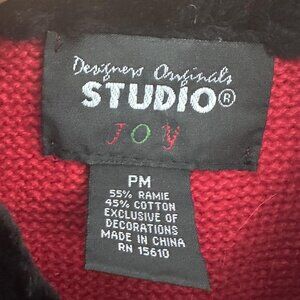 Designers Originals
STUDIO®
JOY
PM
55% RAMIE
45% COTTON
EXCLUSIVE OF
DECORATIONS
MADE IN CHINA
RN 15610